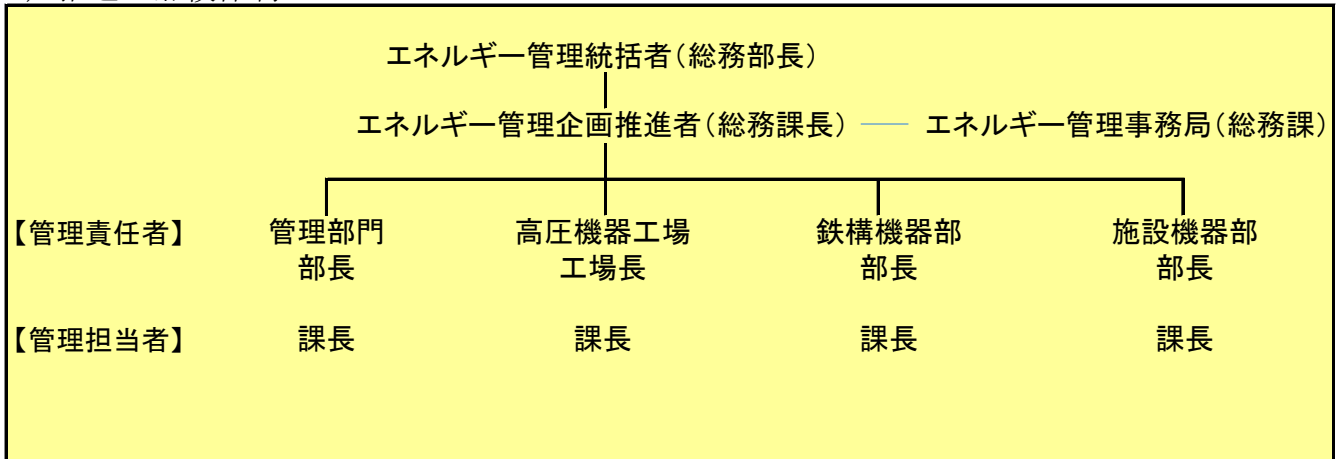 エネルギー管理統括者（総務部長）
エネルギー管理企画推進者（総務課長） エネルギー管理事務局（総務課）
【管理責任者】 管理部門 高圧機器工場 鉄構機器部 施設機器部
部長 工場長 部長 部長
【管理担当者】 課長 課長 課長 課長